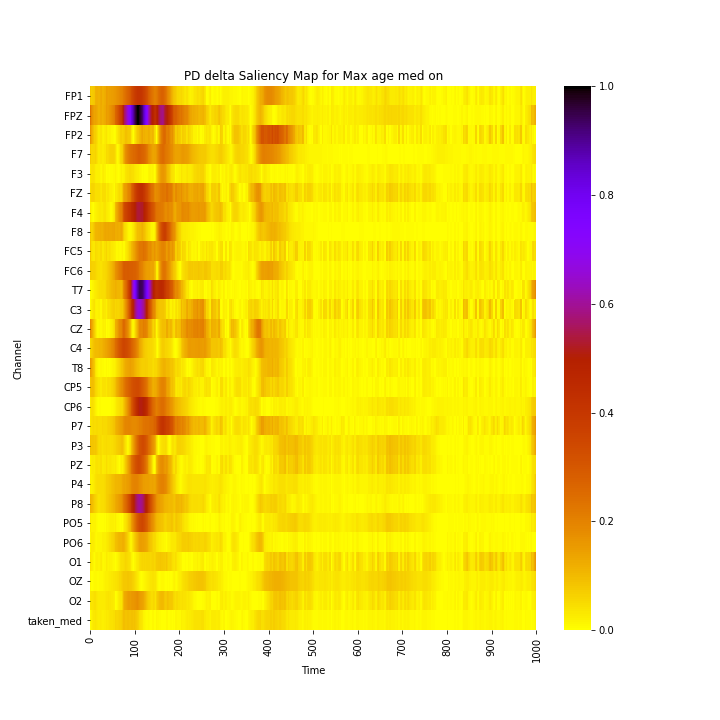 PD delta Saliency Map for Max age med on
FP1
FPZ
FP2
F7
F3
FZ
F4
F8
FC5
FC6
T7
C3
CZ
C4
T8
CP5
CP6
P7
P3
PZ
P4
P8
PO5
PO6
O1
OZ
O2
taken_med
Channel
0 100 200 300 400 500 600 700 800 900 1000
Time
1.0
0.8
0.6
0.4
0.2
0.0